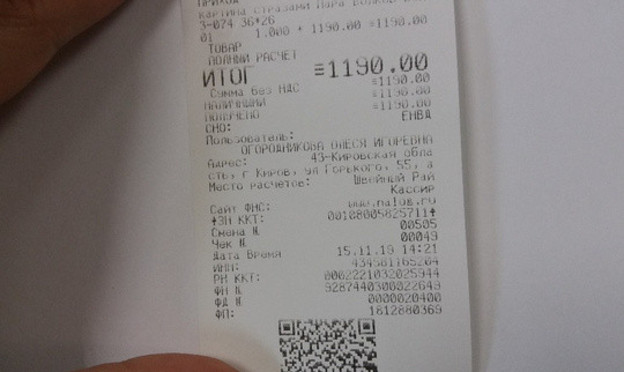 ПРИХОД
картина стразами Пара
3-074 36*26
01 1.000 * 1190.00 ≡1190.00
ТОВАР
ПОЛНЫЙ РАСЧЕТ
ИТОГ ≡1190.00
Сумма без НДС ≡1190.00
НАЛИЧНЫМИ ≡1190.00
ПОЛУЧЕНО ≡1190.00
СНО: ЕНВД
Пользователь:
ОГОРОДНИКОВА ОЛЕСЯ ИГОРЕВНА
Адрес: 43-Кировская обла
сть, г Киров, ул Горького, 55, а
Место расчетов: Швейный Рай
Кассир
Сайт ФНС: www.nalog.ru
*ЗН ККТ: 00108005825711*
Смена N 00505
Чек N 00049
Дата Время 15.11.19 14:21
ИНН: 434581165204
РН ККТ: 0002221032025944
ФН N 9287440300022649
ФД N 0000020400
ФП: 1812880369